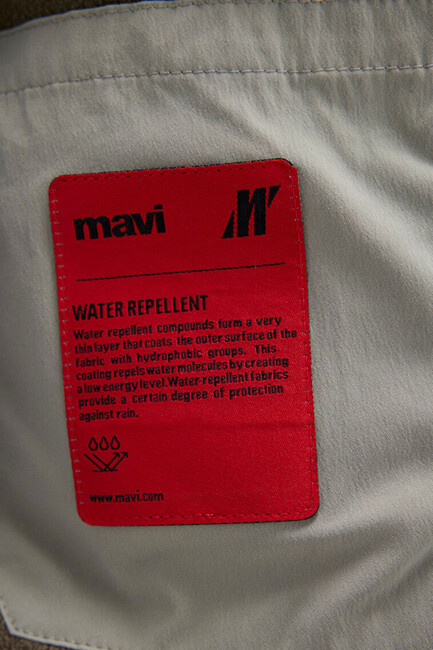 mavi M
WATER REPELLENT
Water repellent compounds form a very
thin layer that coats the outer surface of the
fabric with hydrophobic groups. This
coating repels water molecules by creating
a low energy level. Water-repellent fabrics
provide a certain degree of protection
against rain.
www.mavi.com